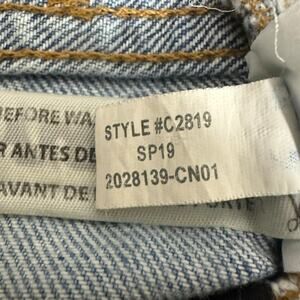 BEFORE WA
R ANTES DE
AVANT DE
STYLE #C2819
SP19
2028139-CN01